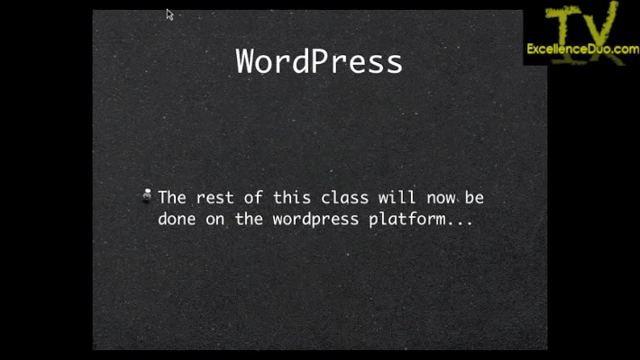 TV
ExcellenceDuo.com
WordPress
The rest of this class will now be
done on the wordpress platform...